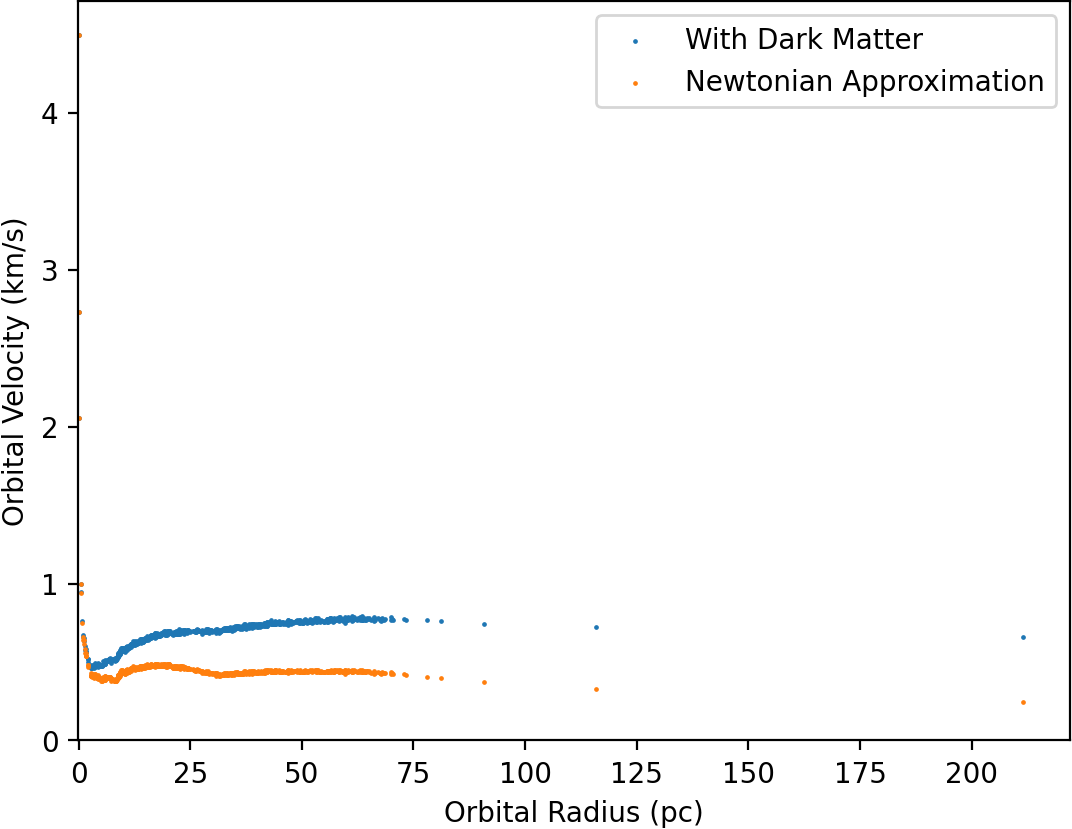 With Dark Matter
Newtonian Approximation
Orbital Velocity (km/s)
4
3
2
1
0
0 25 50 75 100 125 150 175 200
Orbital Radius (pc)